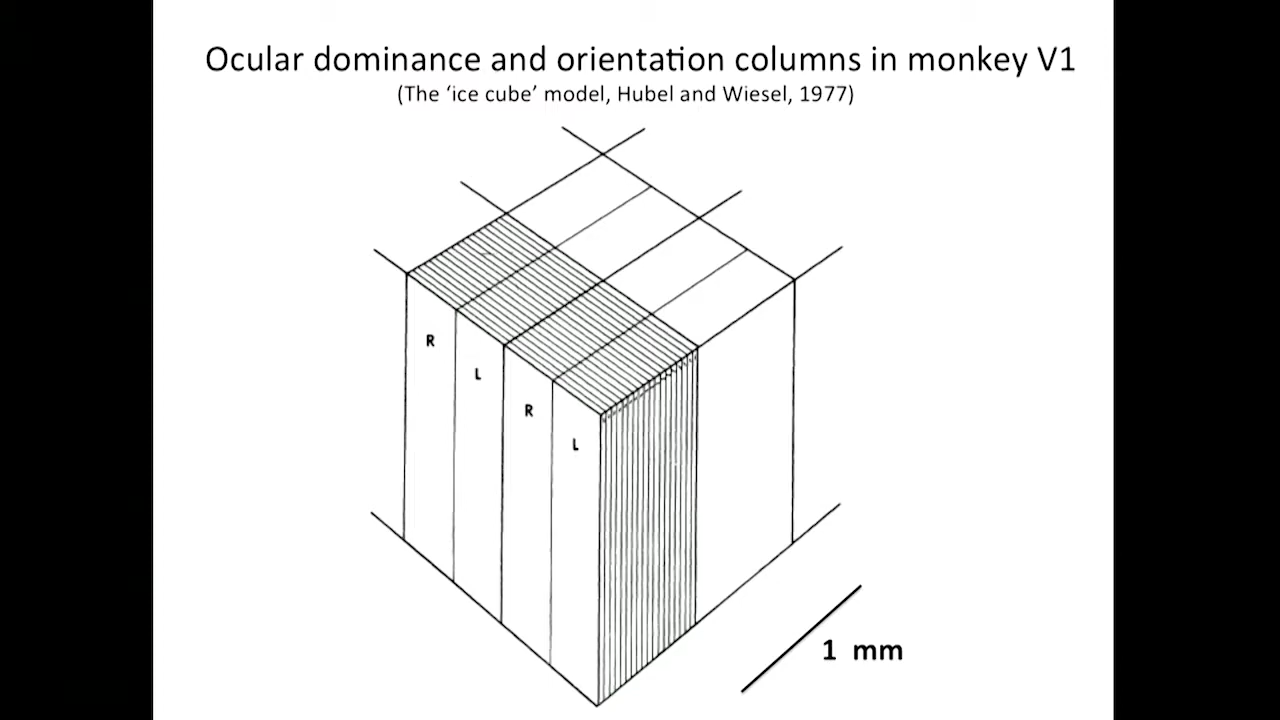 Ocular dominance and orientation columns in monkey V1
(The ‘ice cube’ model, Hubel and Wiesel, 1977)
R
L
R
L
1 mm